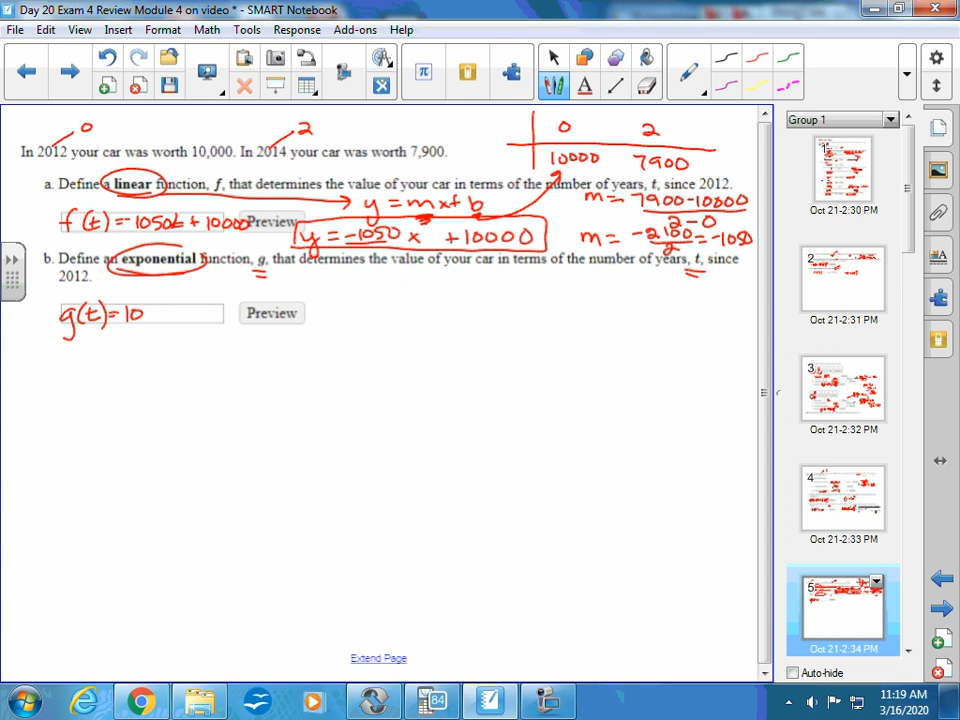 Day 20 Exam 4 Review Module 4 on video * - SMART Notebook
File Edit View Insert Format Math Tools Response Add-ons Help
Group 1
0 2
In 2012 your car was worth 10,000. In 2014 your car was worth 7,900.
0 2
10000 7900
a. Define a linear function, f, that determines the value of your car in terms of the number of years, t, since 2012.
y = mx + b
m = 7900-10000
2-0
f(t)=-1050t + 10000 Preview
y = -1050 x + 10000
m = -2100 = -1050
2
b. Define an exponential function, g, that determines the value of your car in terms of the number of years, t, since
2012.
g(t)=10
Preview
Extend Page
1
Oct 21-2:30 PM
2
Oct 21-2:31 PM
3
Oct 21-2:32 PM
4
Oct 21-2:33 PM
5
Oct 21-2:34 PM
Auto-hide
84
11:19 AM
3/16/2020